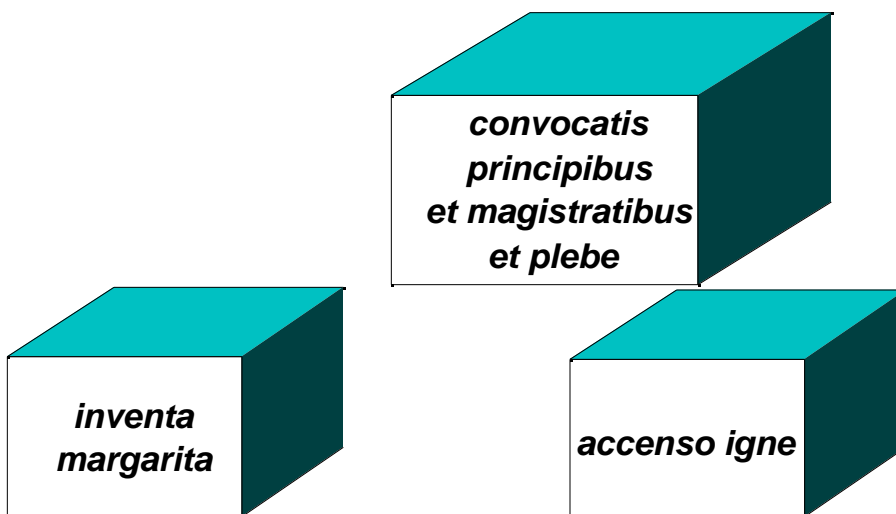 convocatis
principibus
et magistratibus
et plebe
inventa
margarita
accenso igne